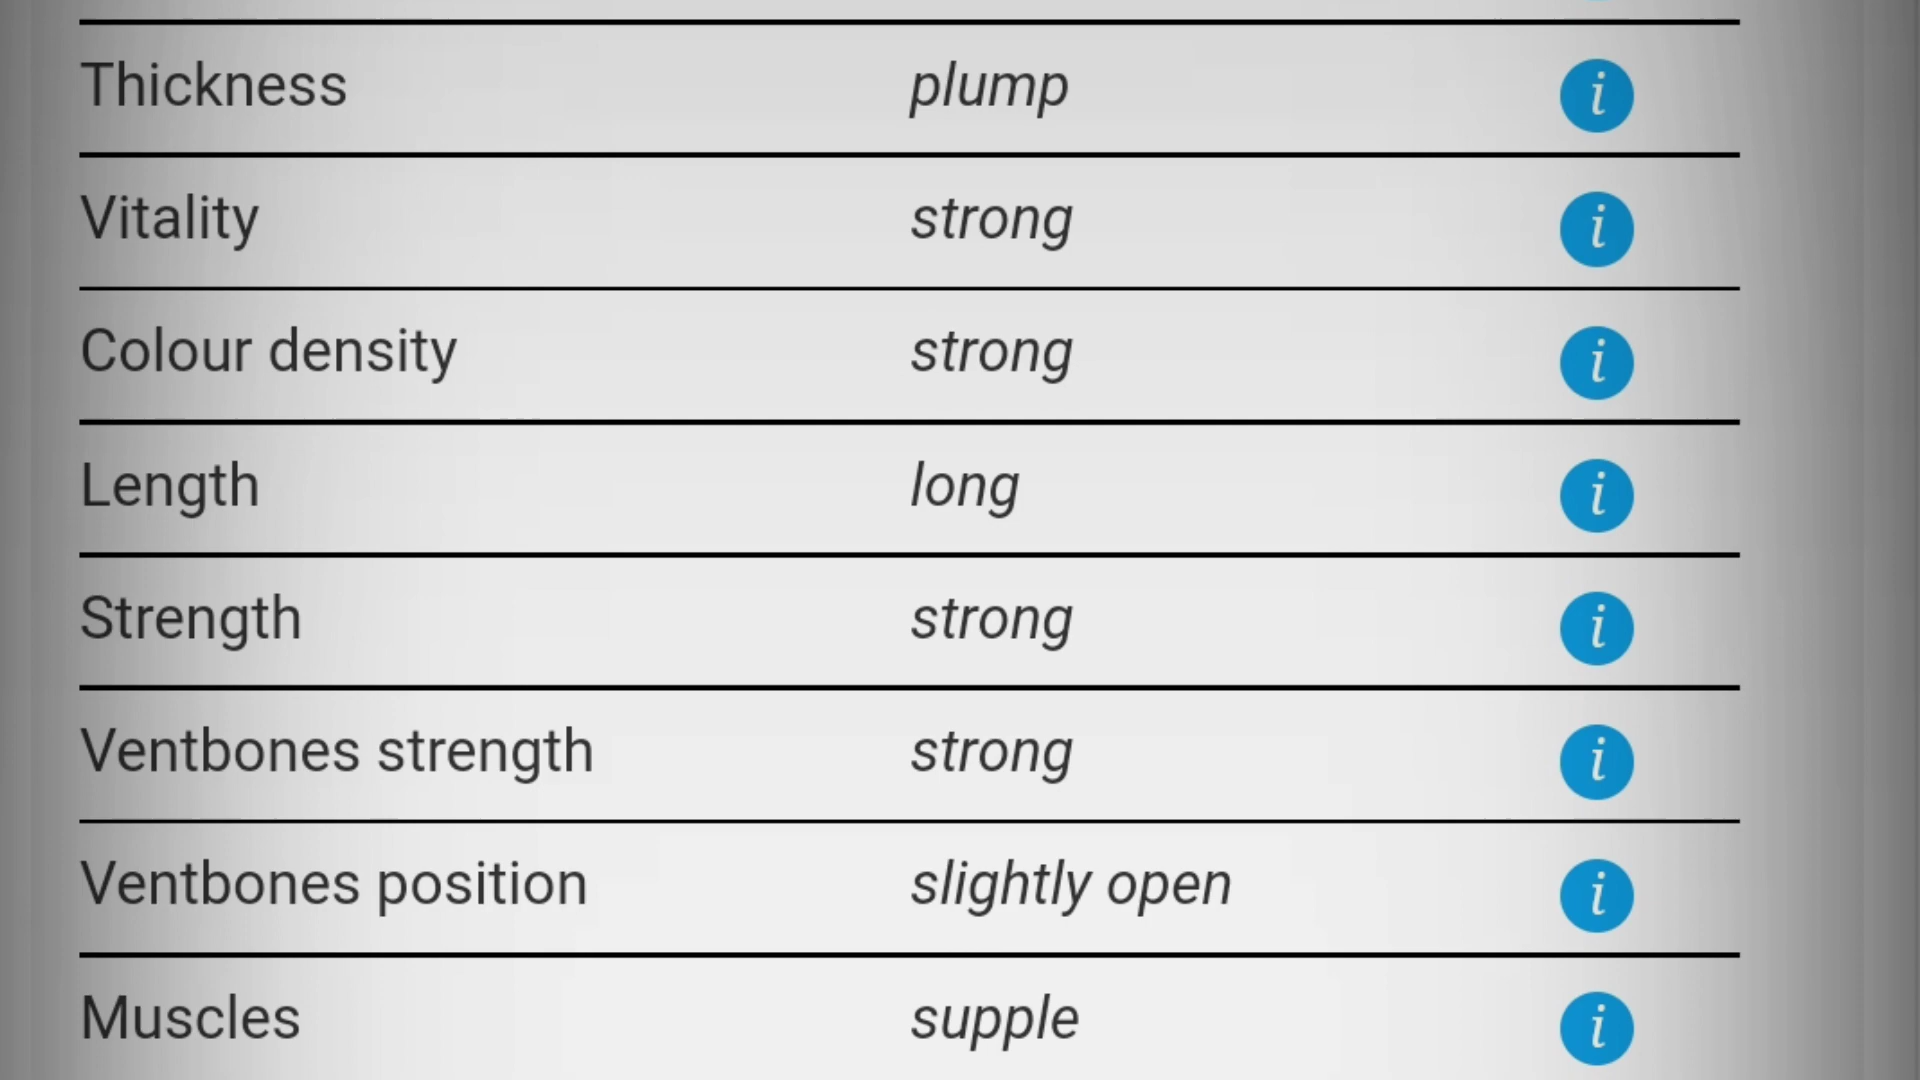 Thickness plump i
Vitality strong i
Colour density strong i
Length long i
Strength strong i
Ventbones strength strong i
Ventbones position slightly open i
Muscles supple i